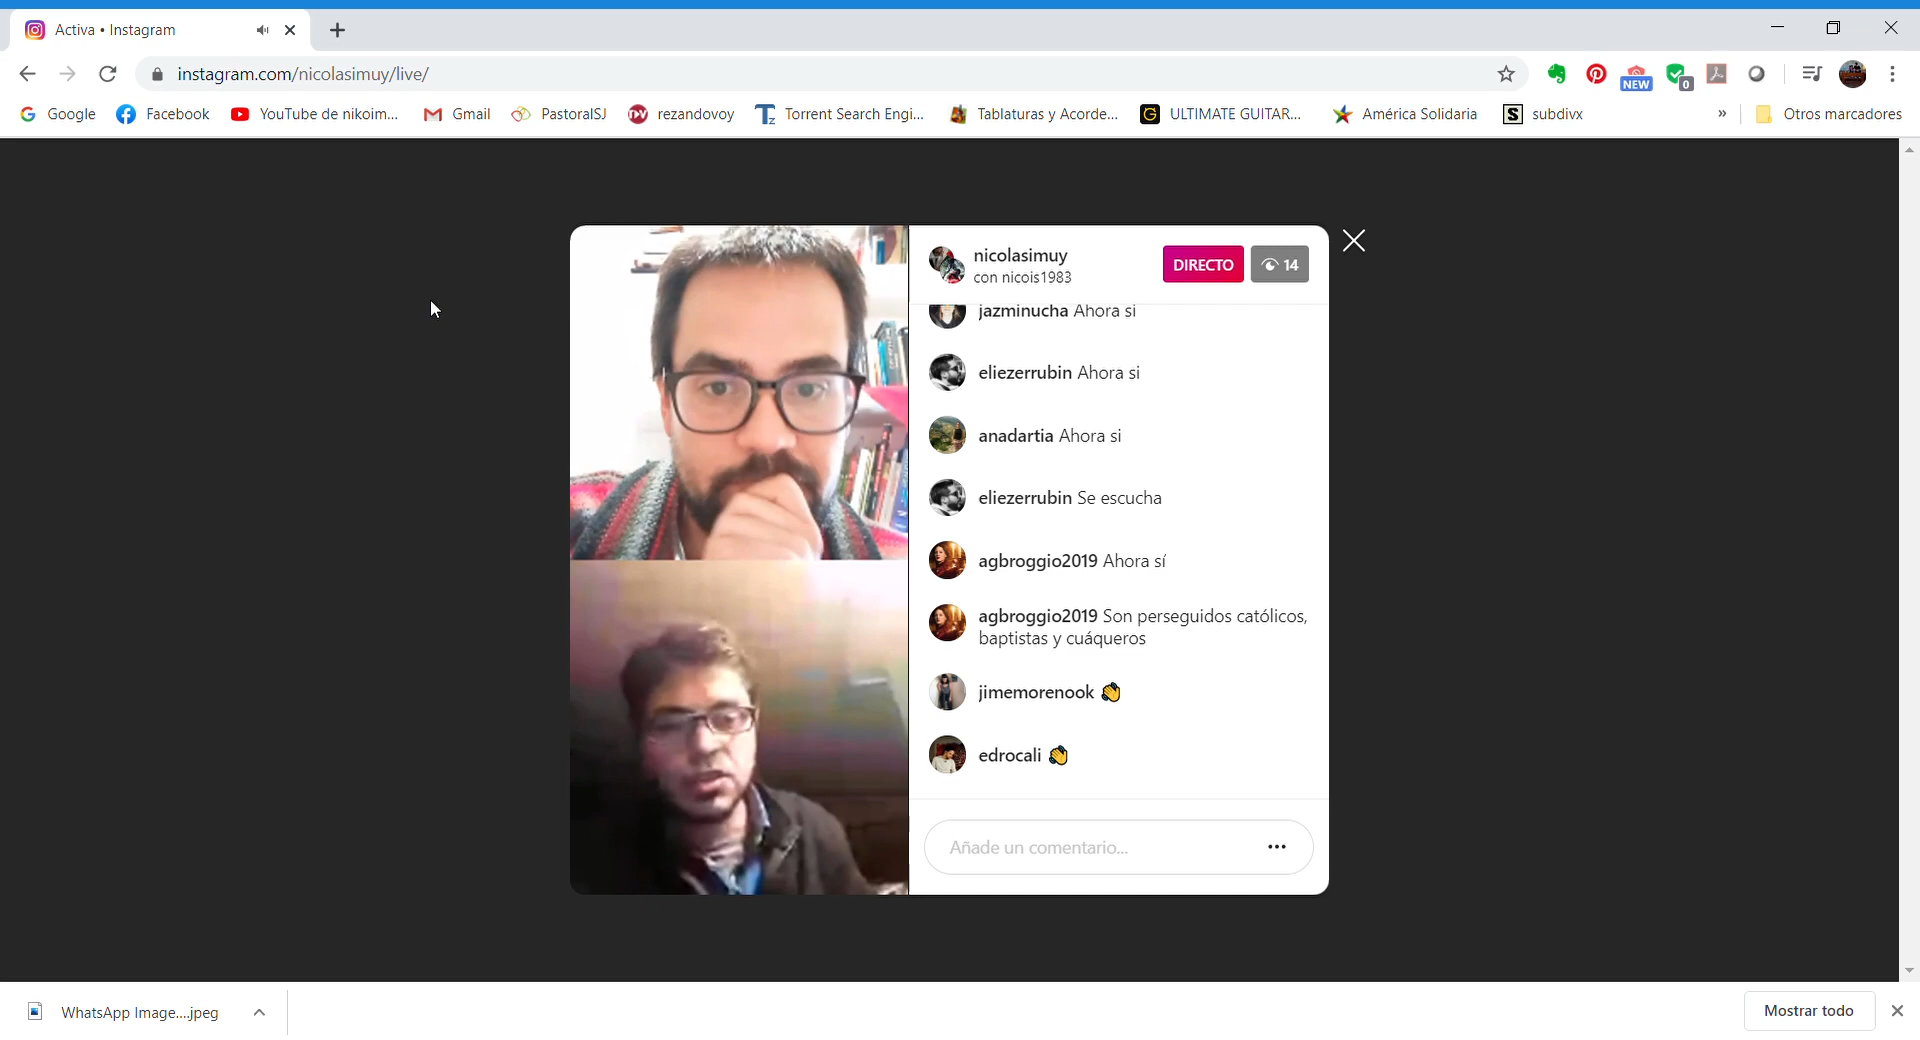 Activa • Instagram
instagram.com/nicolasimuy/live/
NEW
0
Google
Facebook
YouTube de nikoim...
Gmail
PastoralSJ
rezandovoy
Torrent Search Engi...
Tablaturas y Acorde...
ULTIMATE GUITAR...
América Solidaria
subdivx
»
Otros marcadores
nicolasimuy
con nicois1983
DIRECTO
14
jazminucha Ahora si
eliezerrubin Ahora si
anadartia Ahora si
eliezerrubin Se escucha
agbroggio2019 Ahora sí
agbroggio2019 Son perseguidos católicos,
baptistas y cuáqueros
jimemorenook 👏
edrocali 👏
Añade un comentario...
WhatsApp Image....jpeg
Mostrar todo